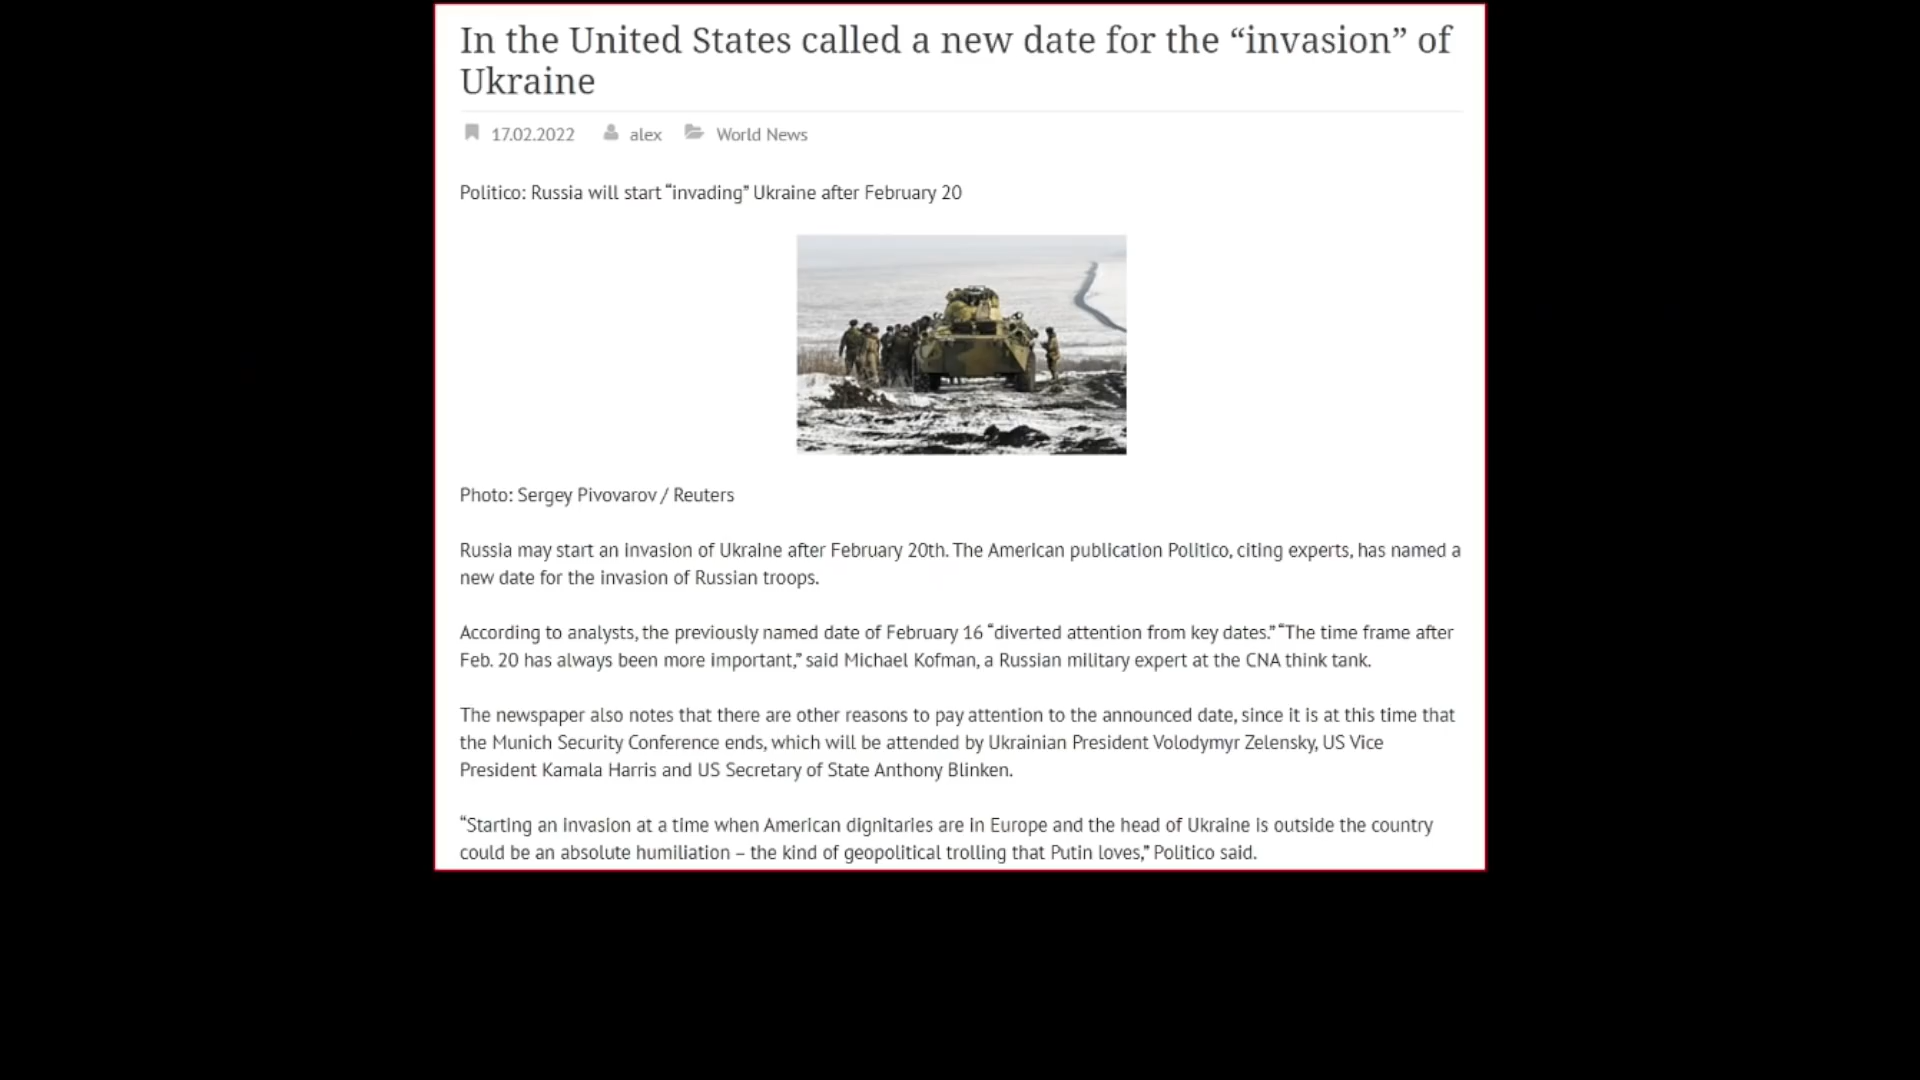 In the United States called a new date for the “invasion” of
Ukraine
17.02.2022 alex World News
Politico: Russia will start “invading” Ukraine after February 20
Photo: Sergey Pivovarov / Reuters
Russia may start an invasion of Ukraine after February 20th. The American publication Politico, citing experts, has named a
new date for the invasion of Russian troops.
According to analysts, the previously named date of February 16 “diverted attention from key dates.” “The time frame after
Feb. 20 has always been more important,” said Michael Kofman, a Russian military expert at the CNA think tank.
The newspaper also notes that there are other reasons to pay attention to the announced date, since it is at this time that
the Munich Security Conference ends, which will be attended by Ukrainian President Volodymyr Zelensky, US Vice
President Kamala Harris and US Secretary of State Anthony Blinken.
“Starting an invasion at a time when American dignitaries are in Europe and the head of Ukraine is outside the country
could be an absolute humiliation – the kind of geopolitical trolling that Putin loves,” Politico said.